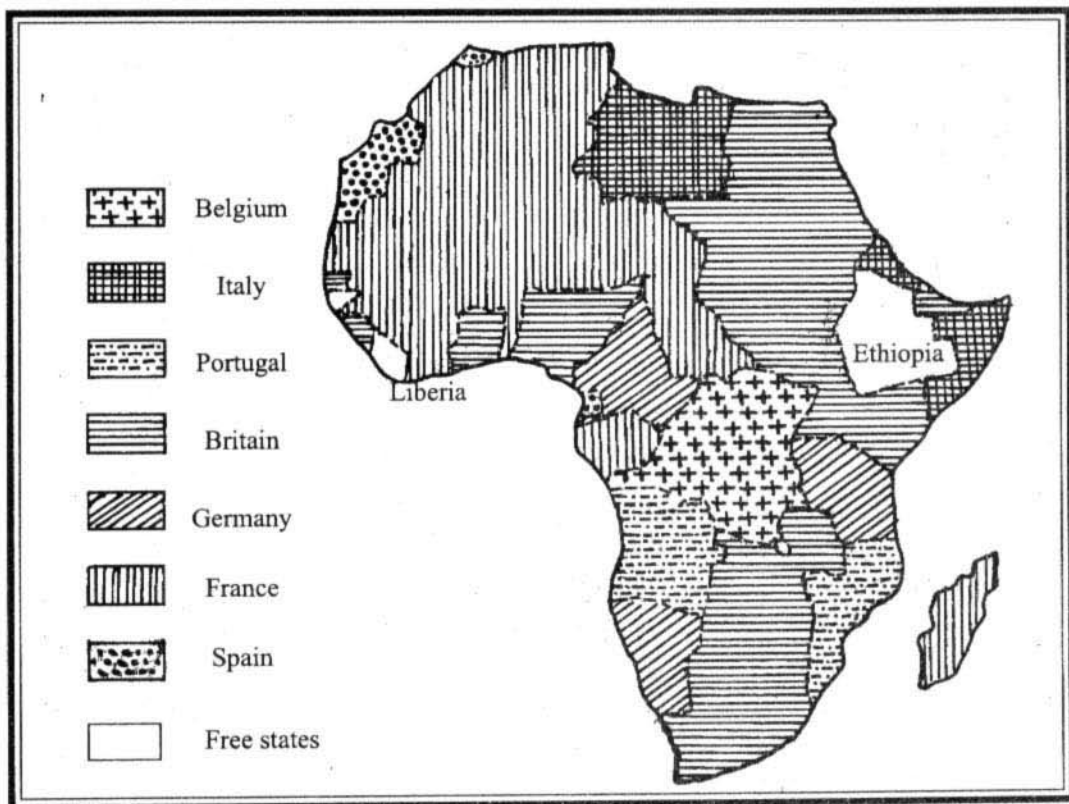 Belgium
Italy
Portugal
Britain
Germany
France
Spain
Free states
Ethiopia
Liberia